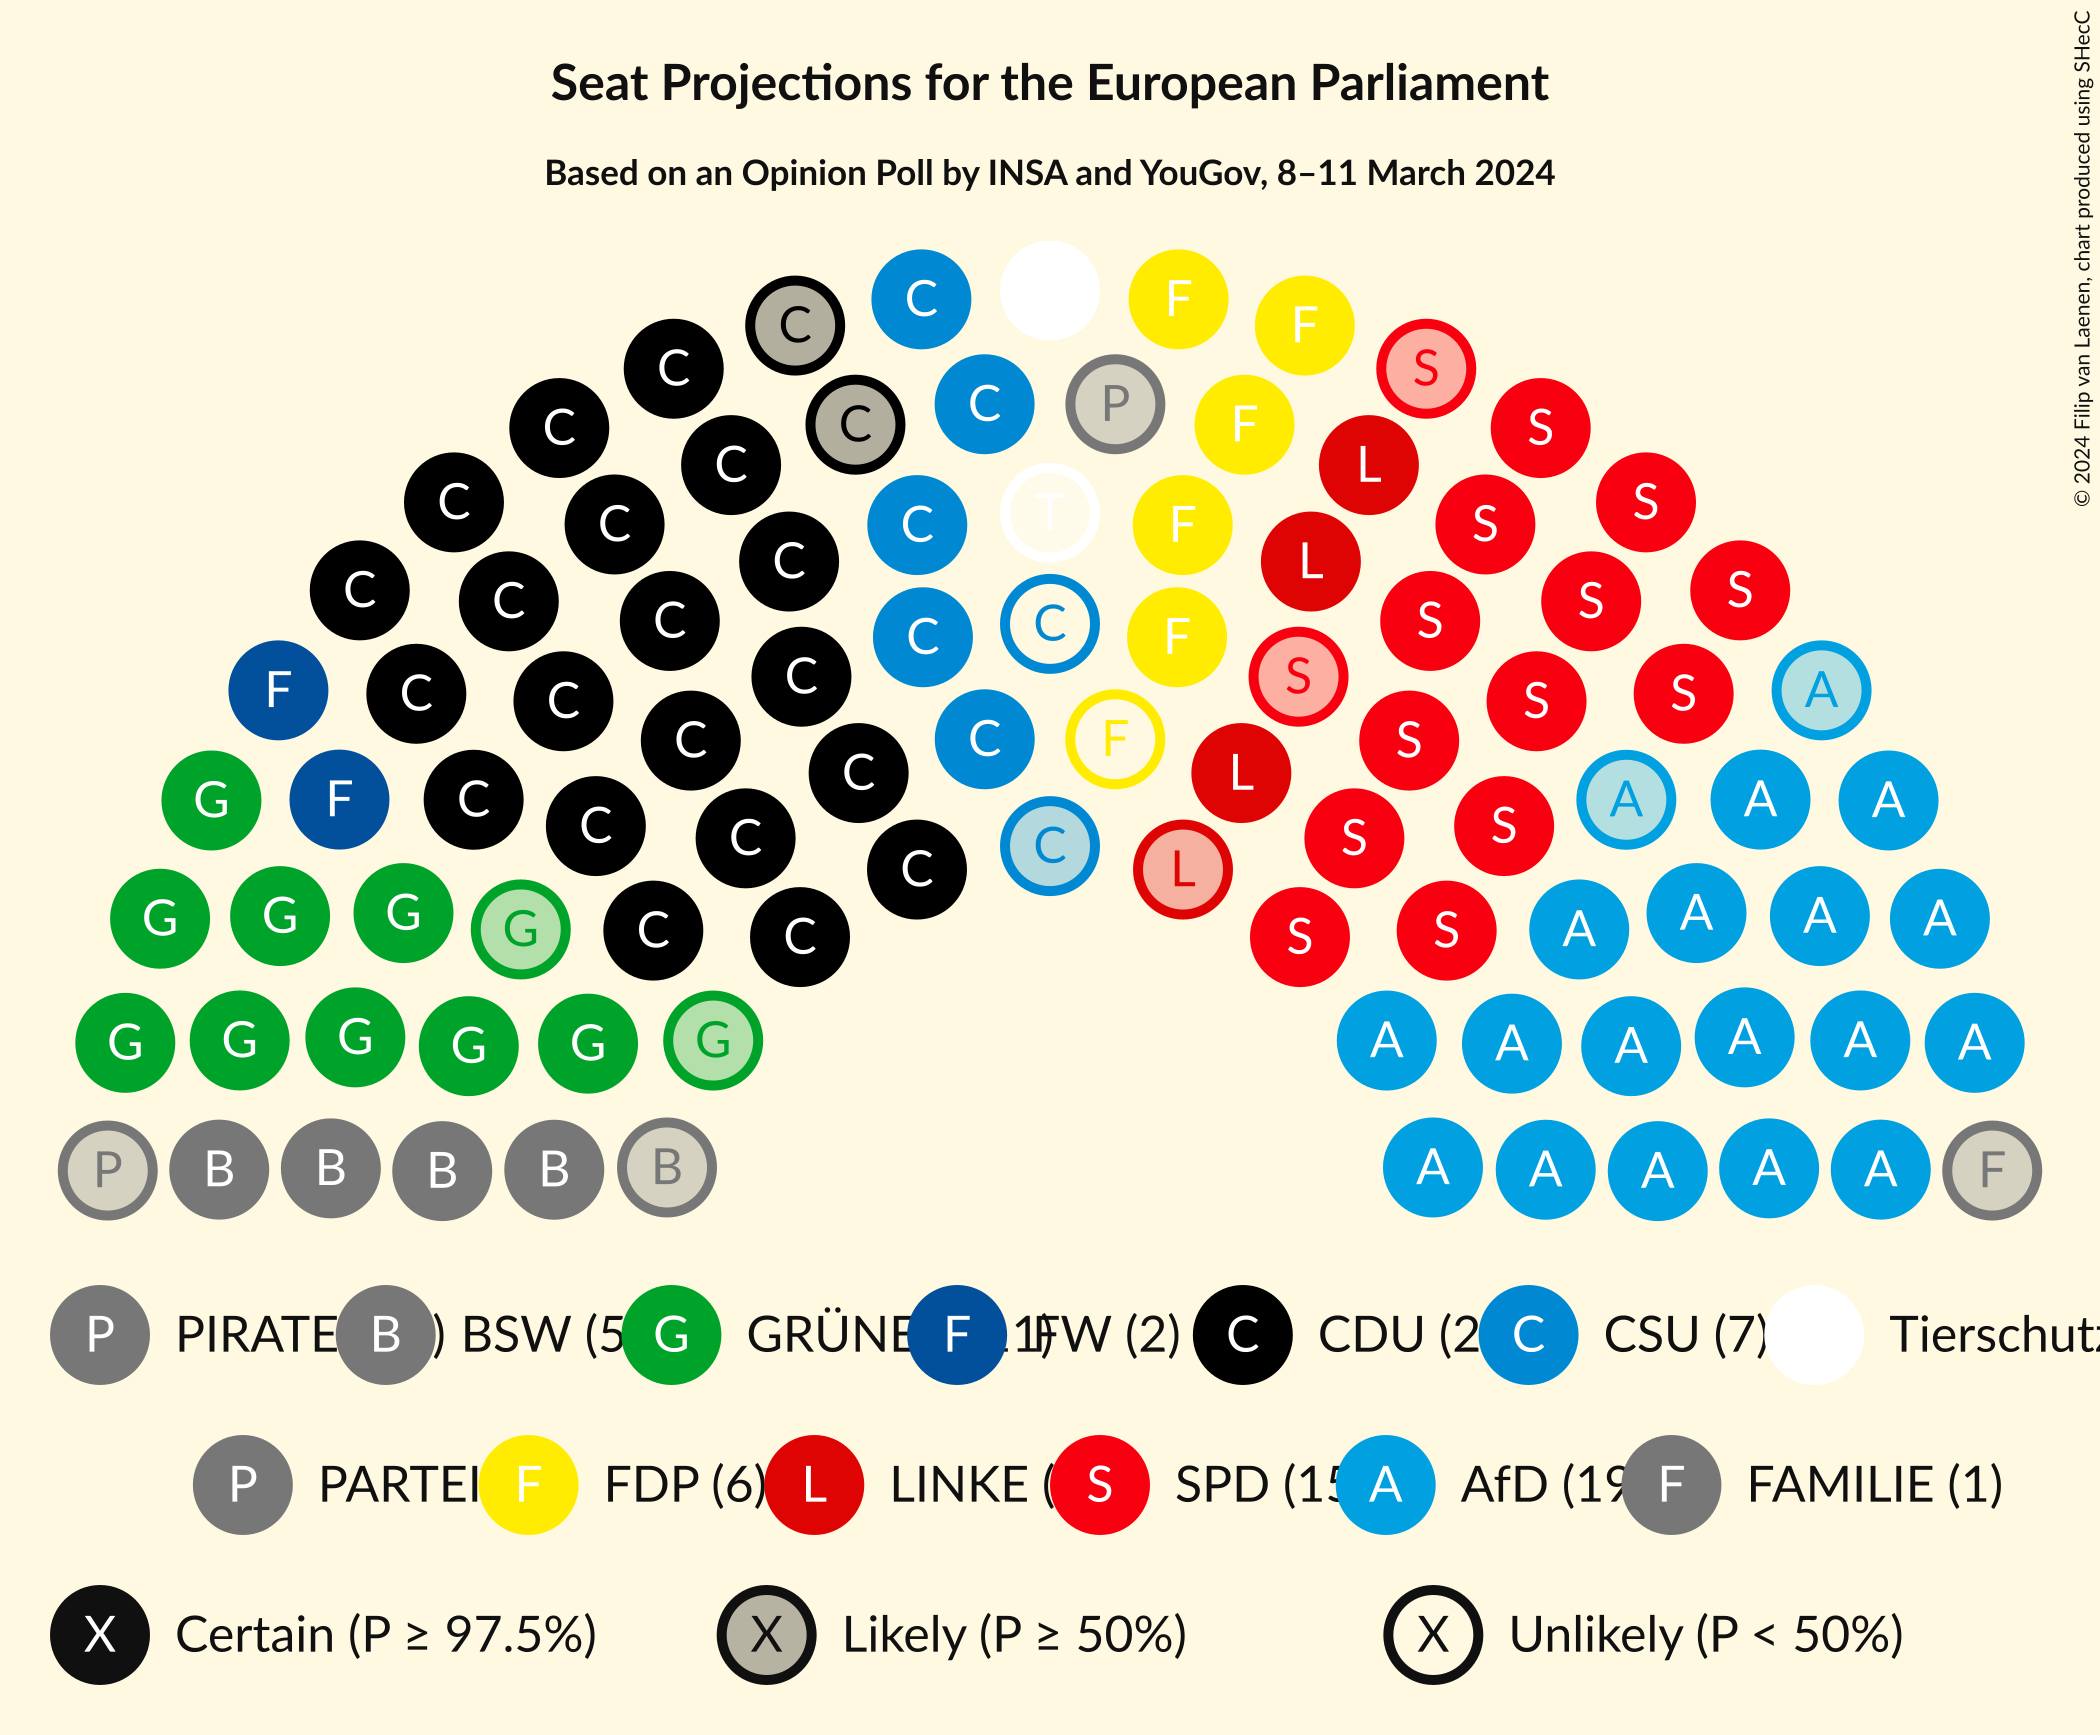 Seat Projections for the European Parliament
Based on an Opinion Poll by INSA and YouGov, 8–11 March 2024
© 2024 Filip van Laenen, chart produced using SHecC
C C F F
C S
C C C P F S
C L
C C C T F S S
C L
C C C C C F S S S
F C C C S S S A
C C F S
G F C C L A A A
C C C S S
C L
G G G G C C S S A A A A
G G G G G G A A A A A A
P B B B B B A A A A A F
P PIRATE B ) BSW (5 G GRÜNE F 1) FW (2) C CDU (2 C CSU (7) Tierschutz
P PARTEI F FDP (6) L LINKE ( S SPD (15 A AfD (19 F FAMILIE (1)
X Certain (P ≥ 97.5%) X Likely (P ≥ 50%) X Unlikely (P < 50%)